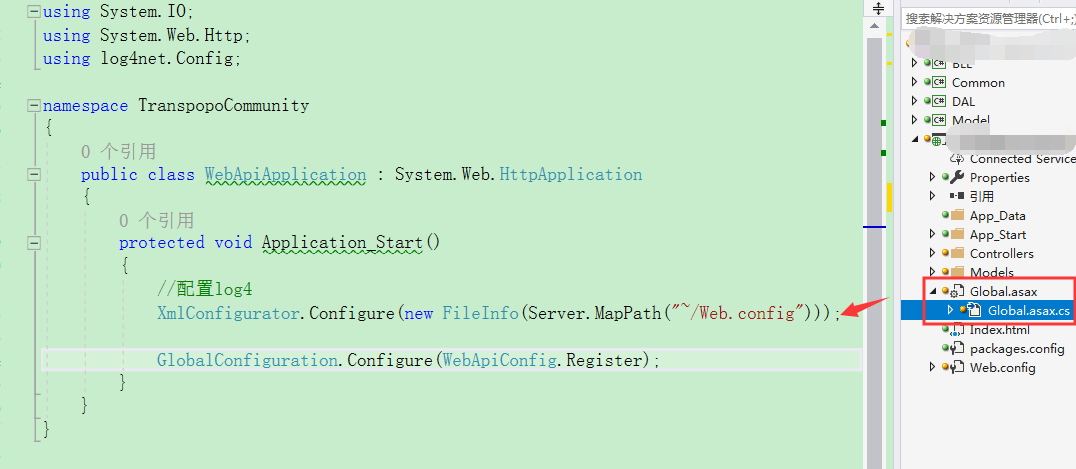 using System.IO;
using System.Web.Http;
using log4net.Config;
namespace TranspopoCommunity
{
0 个引用
public class WebApiApplication : System.Web.HttpApplication
{
0 个引用
protected void Application_Start()
{
//配置log4
XmlConfigurator.Configure(new FileInfo(Server.MapPath("~/Web.config")));
GlobalConfiguration.Configure(WebApiConfig.Register);
}
}
}
搜索解决方案资源管理器(Ctrl+;)
C# BLL
C# Common
C# DAL
C# Model
Connected Service
Properties
引用
App_Data
App_Start
Controllers
Models
Global.asax
Global.asax.cs
Index.html
packages.config
Web.config